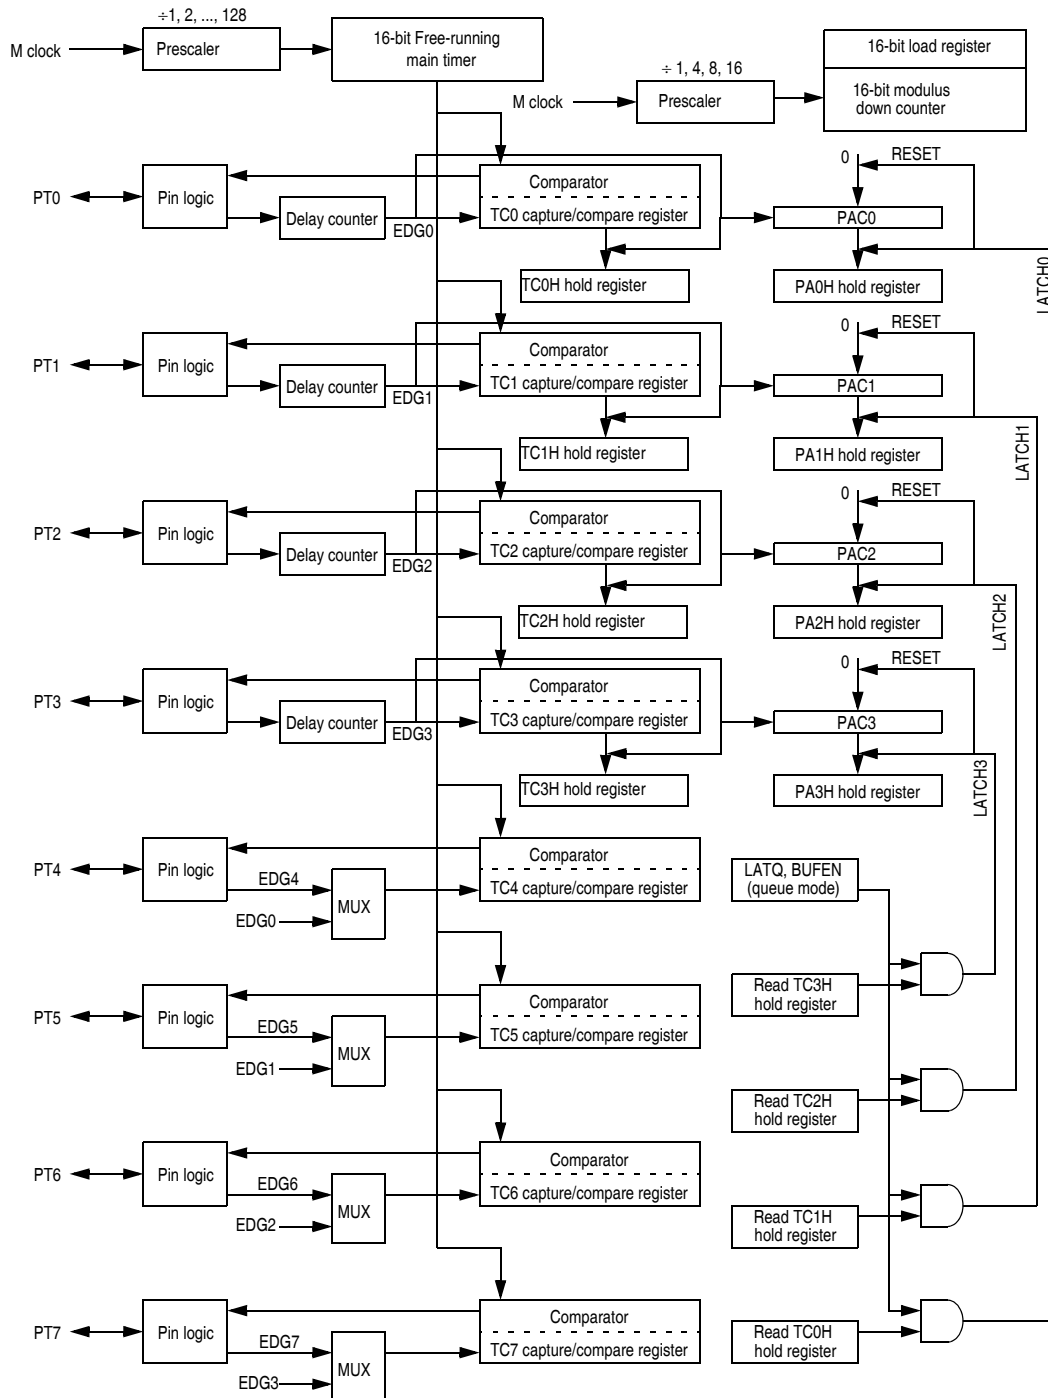 ÷1, 2, ..., 128
M clock
Prescaler
16-bit Free-running
main timer
÷ 1, 4, 8, 16
M clock
Prescaler
16-bit load register
16-bit modulus
down counter
PT0
Pin logic
Delay counter
EDG0
Comparator
TC0 capture/compare register
TC0H hold register
0
RESET
PAC0
PA0H hold register
LATCH0
PT1
Pin logic
Delay counter
EDG1
Comparator
TC1 capture/compare register
TC1H hold register
0
RESET
PAC1
PA1H hold register
LATCH1
PT2
Pin logic
Delay counter
EDG2
Comparator
TC2 capture/compare register
TC2H hold register
0
RESET
PAC2
PA2H hold register
LATCH2
PT3
Pin logic
Delay counter
EDG3
Comparator
TC3 capture/compare register
TC3H hold register
0
RESET
PAC3
PA3H hold register
LATCH3
PT4
Pin logic
EDG4
EDG0
MUX
Comparator
TC4 capture/compare register
LATQ, BUFEN
(queue mode)
PT5
Pin logic
EDG5
EDG1
MUX
Comparator
TC5 capture/compare register
Read TC3H
hold register
Read TC2H
hold register
PT6
Pin logic
EDG6
EDG2
MUX
Comparator
TC6 capture/compare register
Read TC1H
hold register
PT7
Pin logic
EDG7
EDG3
MUX
Comparator
TC7 capture/compare register
Read TC0H
hold register